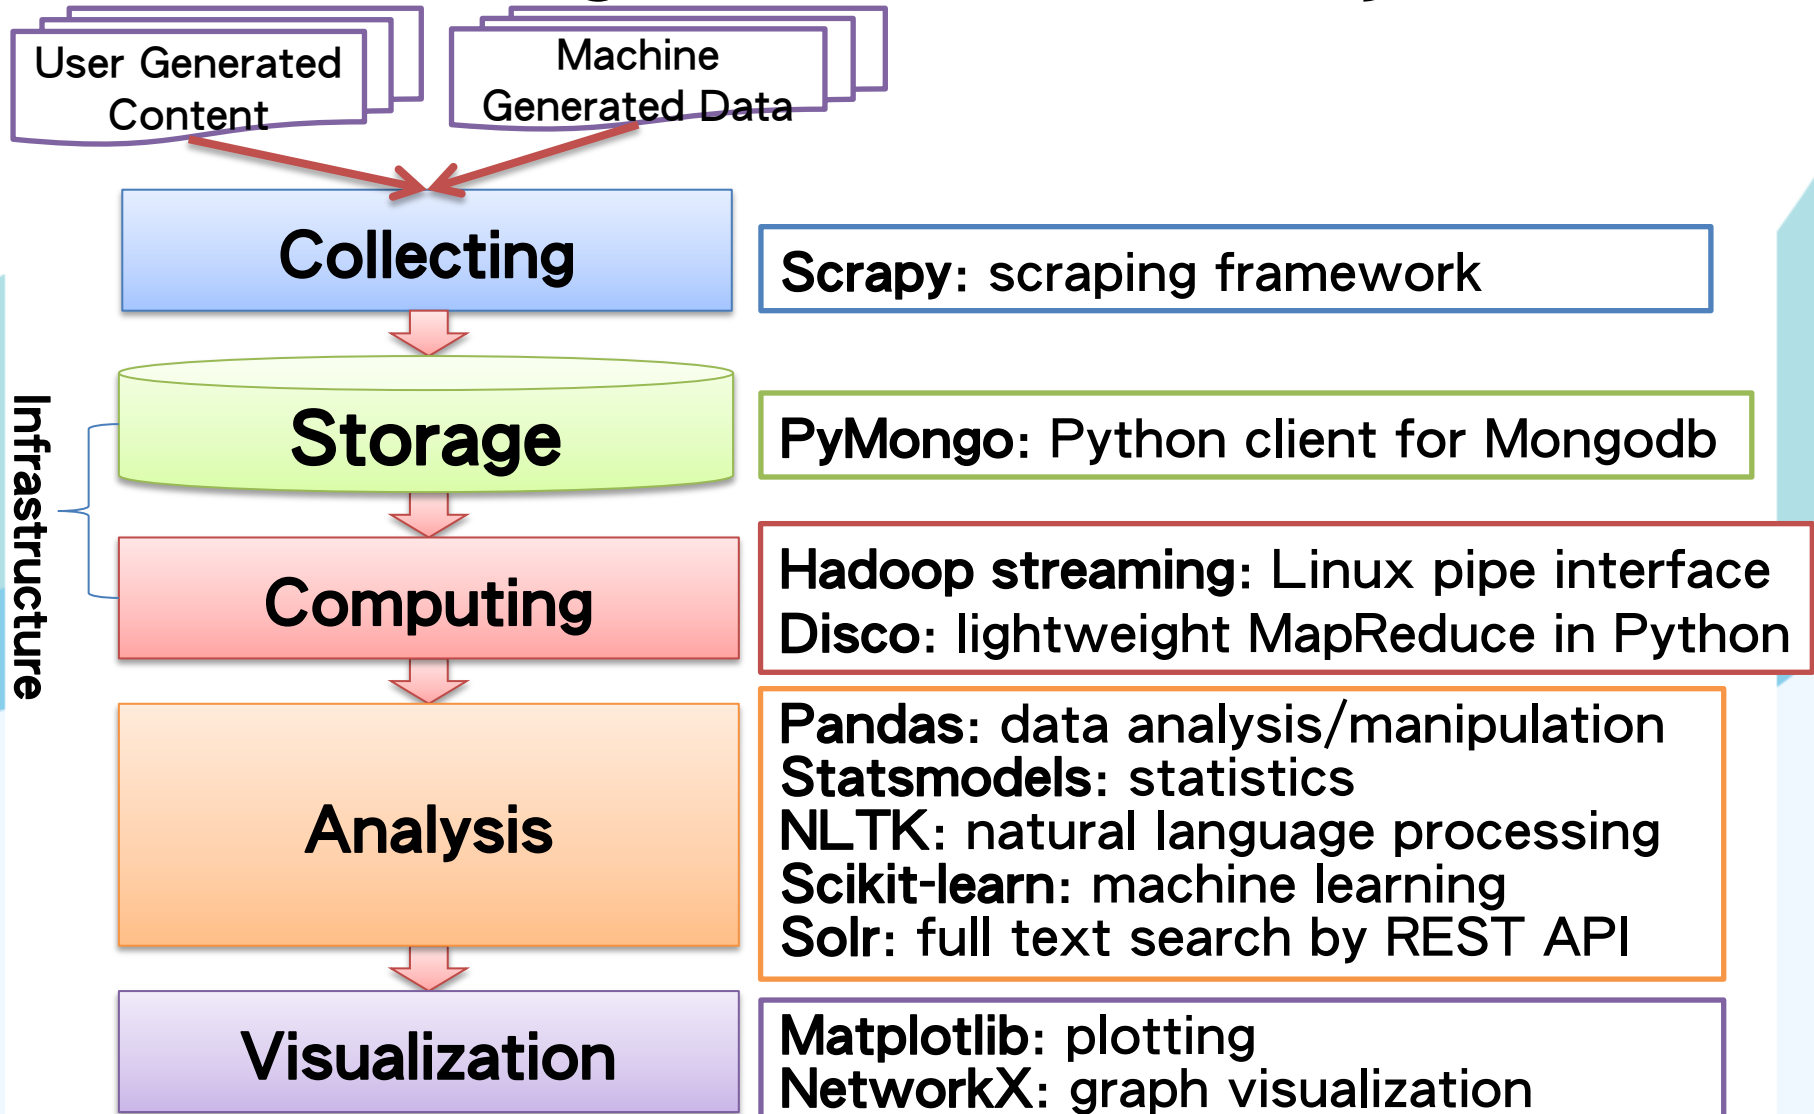 User Generated
Content
Machine
Generated Data
Collecting
Scrapy: scraping framework
Infrastructure
Storage
PyMongo: Python client for Mongodb
Computing
Hadoop streaming: Linux pipe interface
Disco: lightweight MapReduce in Python
Analysis
Pandas: data analysis/manipulation
Statsmodels: statistics
NLTK: natural language processing
Scikit-learn: machine learning
Solr: full text search by REST API
Visualization
Matplotlib: plotting
NetworkX: graph visualization